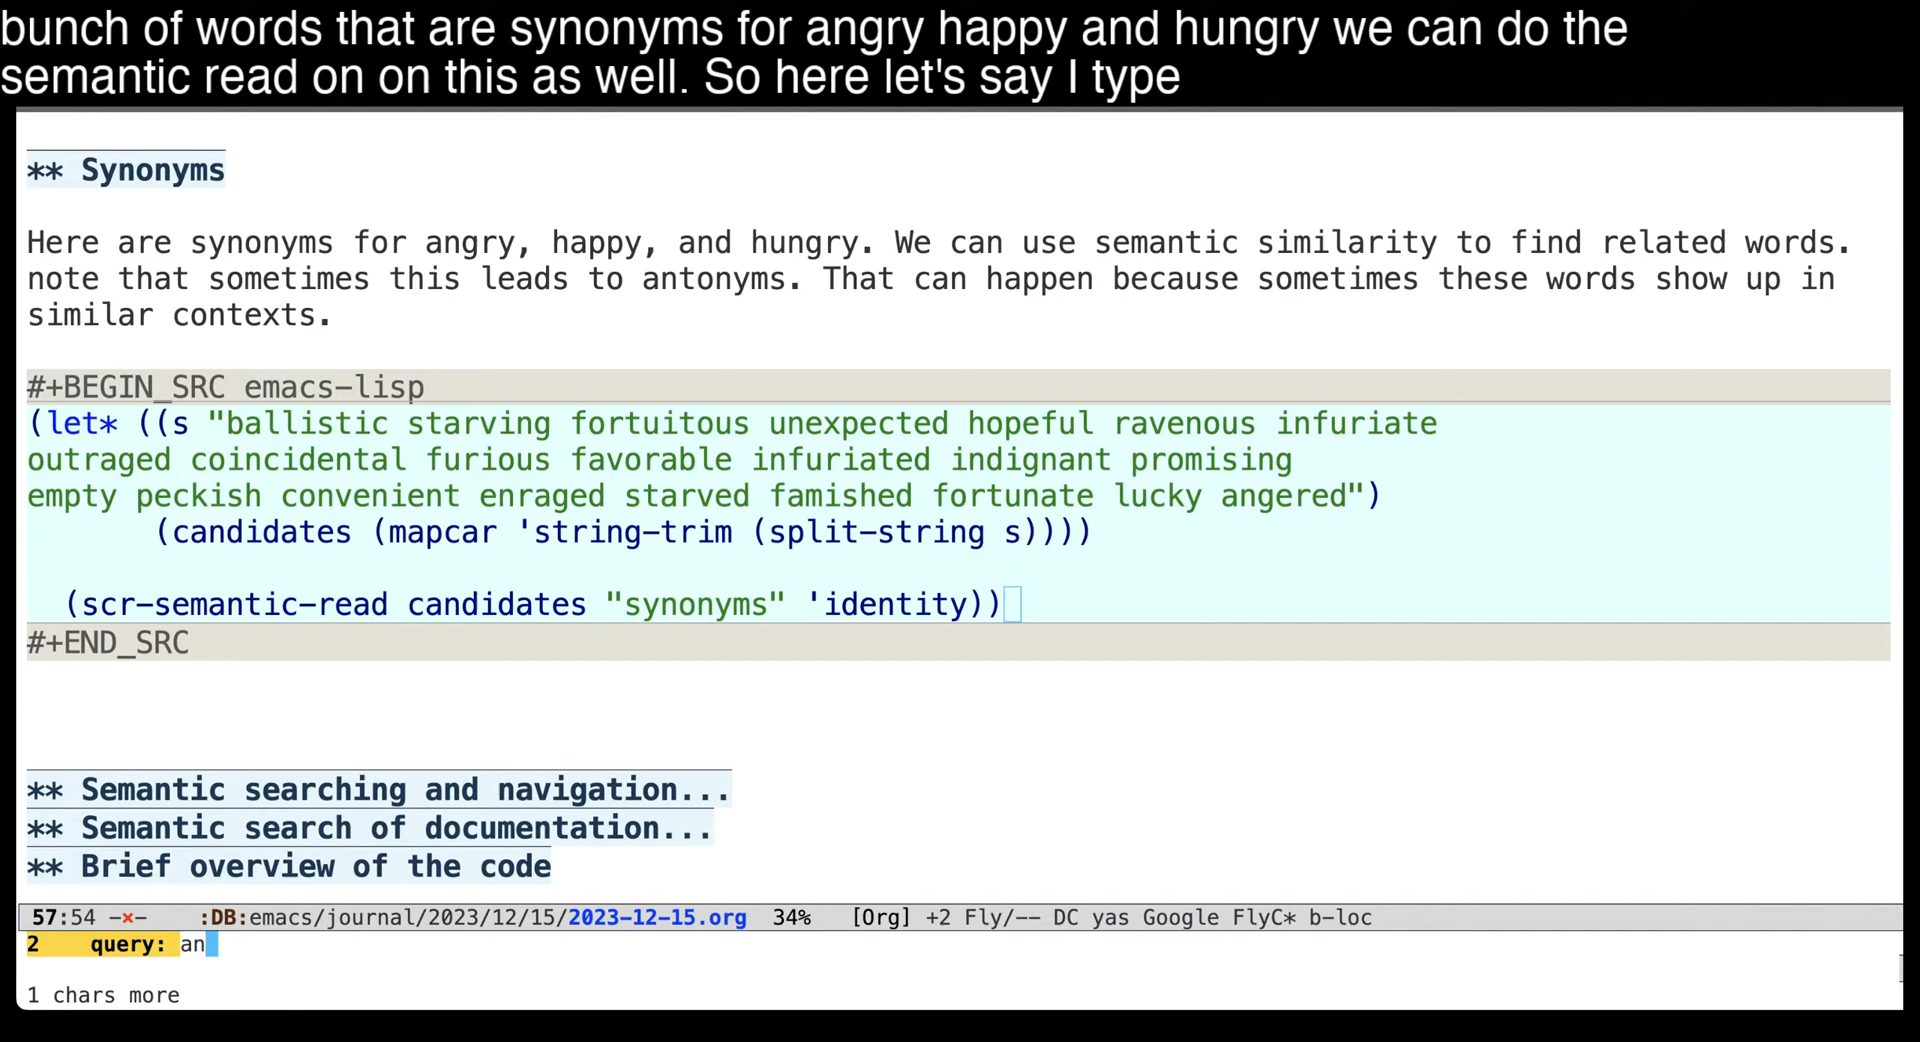 bunch of words that are synonyms for angry happy and hungry we can do the
semantic read on on this as well. So here let's say I type
** Synonyms
Here are synonyms for angry, happy, and hungry. We can use semantic similarity to find related words.
note that sometimes this leads to antonyms. That can happen because sometimes these words show up in
similar contexts.
#+BEGIN_SRC emacs-lisp
(let* ((s "ballistic starving fortuitous unexpected hopeful ravenous infuriate
outraged coincidental furious favorable infuriated indignant promising
empty peckish convenient enraged starved famished fortunate lucky angered")
(candidates (mapcar 'string-trim (split-string s))))
(scr-semantic-read candidates "synonyms" 'identity))
#+END_SRC
** Semantic searching and navigation...
** Semantic search of documentation...
** Brief overview of the code
57:54 -×- :DB:emacs/journal/2023/12/15/2023-12-15.org 34% [Org] +2 Fly/-- DC yas Google FlyC* b-loc
2 query: an
1 chars more